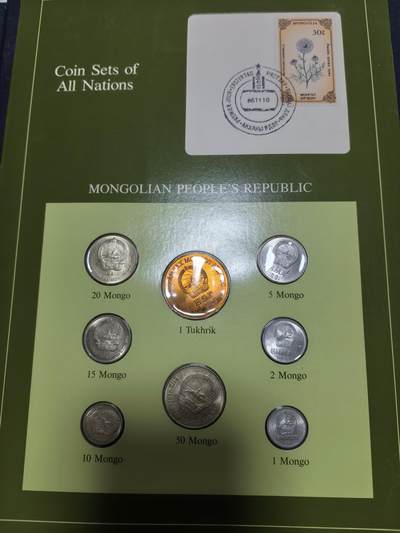 Coin Sets of
All Nations
30¢
861110
MONGOLIAN PEOPLE'S REPUBLIC
20 Mongo
1 Tukhrik
5 Mongo
15 Mongo
2 Mongo
50 Mongo
10 Mongo
1 Mongo